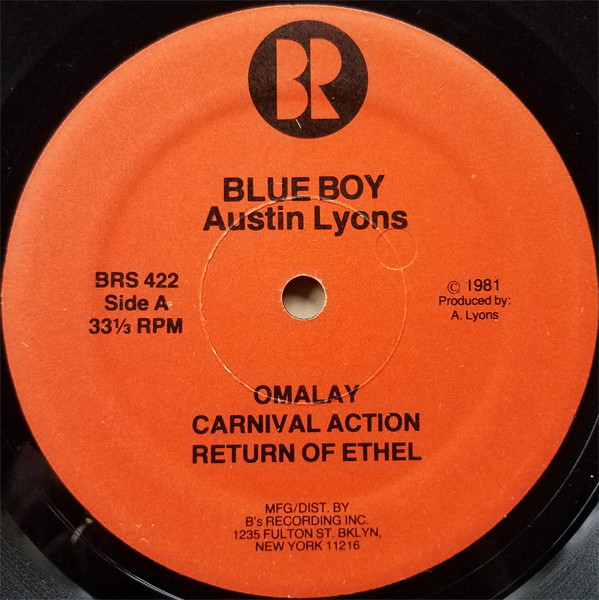 BR
BLUE BOY
Austin Lyons
BRS 422
Side A
33⅓ RPM
© 1981
Produced by:
A. Lyons
OMALAY
CARNIVAL ACTION
RETURN OF ETHEL
MFG/DIST. BY
B's RECORDING INC.
1235 FULTON ST. BKLYN,
NEW YORK 11216